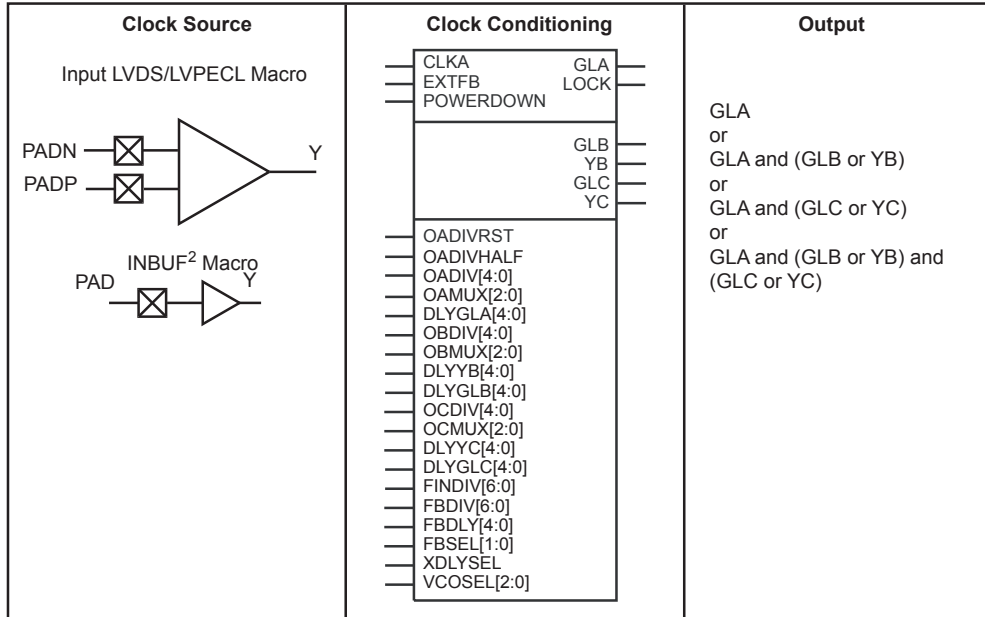 Clock Source
Input LVDS/LVPECL Macro
PADN
PADP
Y
INBUF² Macro
PAD
Y
Clock Conditioning
CLKA
EXTFB
POWERDOWN
GLA
LOCK
GLB
YB
GLC
YC
OADIVRST
OADIVHALF
OADIV[4:0]
OAMUX[2:0]
DLYGLA[4:0]
OBDIV[4:0]
OBMUX[2:0]
DLYYB[4:0]
DLYGLB[4:0]
OCDIV[4:0]
OCMUX[2:0]
DLYYC[4:0]
DLYGLC[4:0]
FINDIV[6:0]
FBDIV[6:0]
FBDLY[4:0]
FBSEL[1:0]
XDLYSEL
VCOSEL[2:0]
Output
GLA
or
GLA and (GLB or YB)
or
GLA and (GLC or YC)
or
GLA and (GLB or YB) and
(GLC or YC)